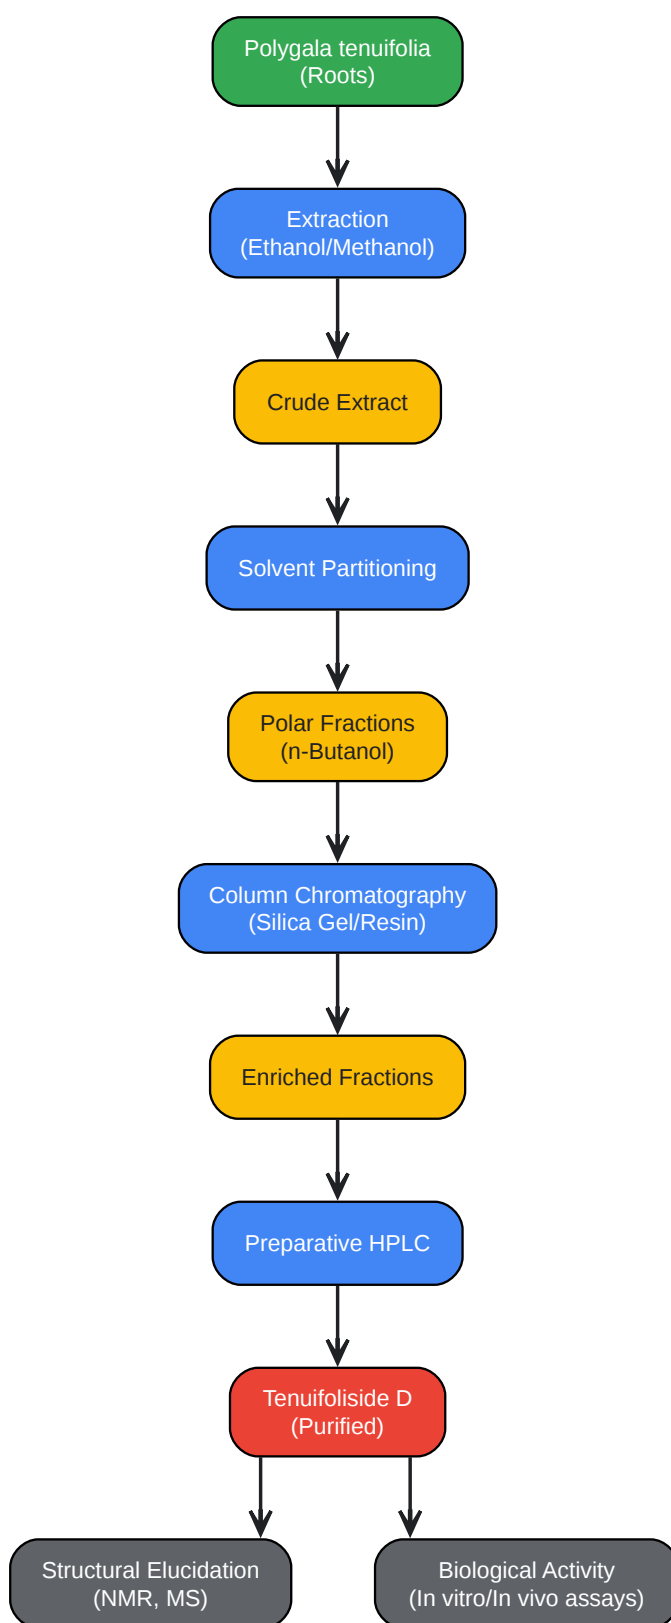 Polygala tenuifolia
(Roots)
Extraction
(Ethanol/Methanol)
Crude Extract
Solvent Partitioning
Polar Fractions
(n-Butanol)
Column Chromatography
(Silica Gel/Resin)
Enriched Fractions
Preparative HPLC
Tenuifoliside D
(Purified)
Structural Elucidation
(NMR, MS)
Biological Activity
(In vitro/In vivo assays)